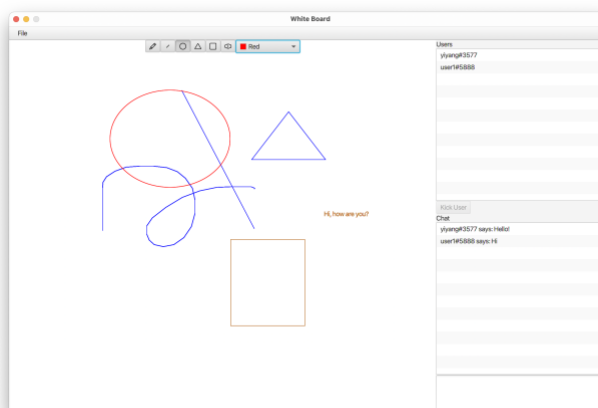 White Board
File
Red
Users
yiyang#3577
user1#5888
Hi, how are you?
Kick User
Chat
yiyang#3577 says: Hello!
user1#5888 says: Hi